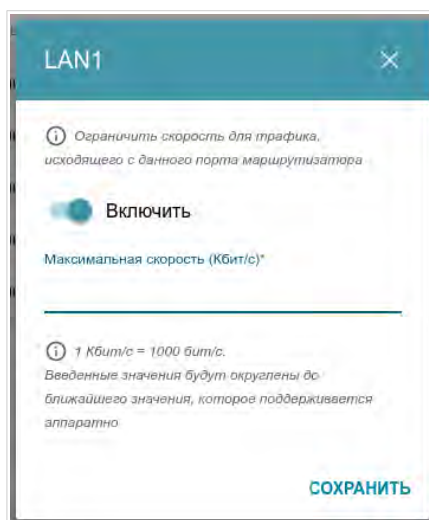 LAN1
Ограничить скорость для трафика,
исходящего с данного порта маршрутизатора
Включить
Максимальная скорость (Кбит/с)*
1 Кбит/с = 1000 бит/с.
Введенные значения будут округлены до
ближайшего значения, которое поддерживается
аппаратно
СОХРАНИТЬ